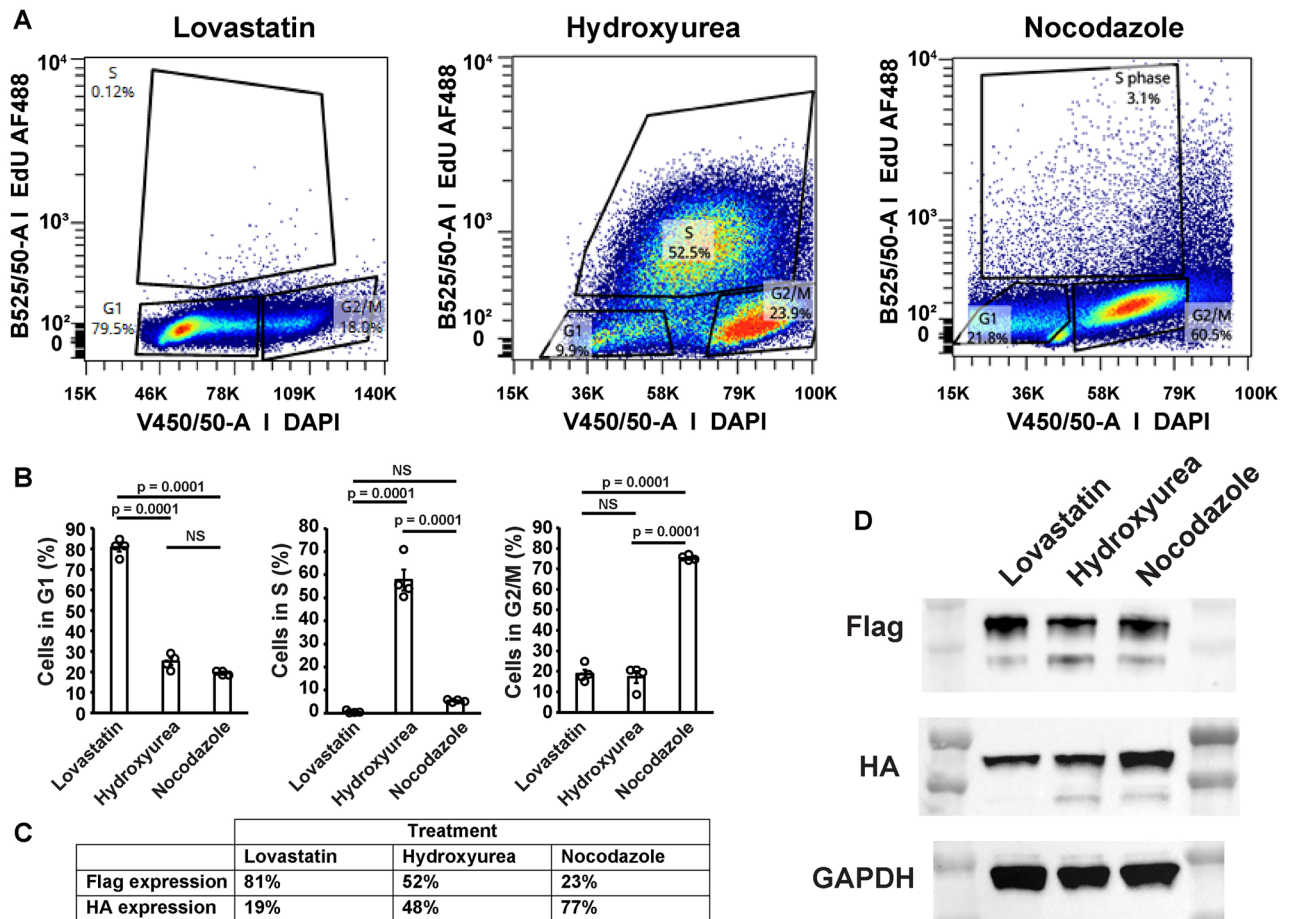 A
Lovastatin
Hydroxyurea
Nocodazole
B525/50-A I EdU AF488
10⁴
10³
10²
0
S
0.12%
G1
79.5%
G2/M
18.0%
15K 46K 78K 109K 140K
V450/50-A I DAPI
B525/50-A I EdU AF488
10⁴
10³
10²
0
S
52.5%
G1
9.9%
G2/M
23.9%
15K 36K 58K 79K 100K
V450/50-A I DAPI
B525/50-A I EdU AF488
10⁴
10³
10²
0
S phase
3.1%
G1
21.8%
G2/M
60.5%
15K 36K 58K 79K 100K
V450/50-A I DAPI
B
p = 0.0001
p = 0.0001
NS
Cells in G1 (%)
90
80
70
60
50
40
30
20
10
0
Lovastatin
Hydroxyurea
Nocodazole
NS
p = 0.0001
p = 0.0001
Cells in S (%)
80
70
60
50
40
30
20
10
0
Lovastatin
Hydroxyurea
Nocodazole
p = 0.0001
NS
p = 0.0001
Cells in G2/M (%)
90
80
70
60
50
40
30
20
10
0
Lovastatin
Hydroxyurea
Nocodazole
C
Treatment
Lovastatin Hydroxyurea Nocodazole
Flag expression 81% 52% 23%
HA expression 19% 48% 77%
D
Lovastatin
Hydroxyurea
Nocodazole
Flag
HA
GAPDH